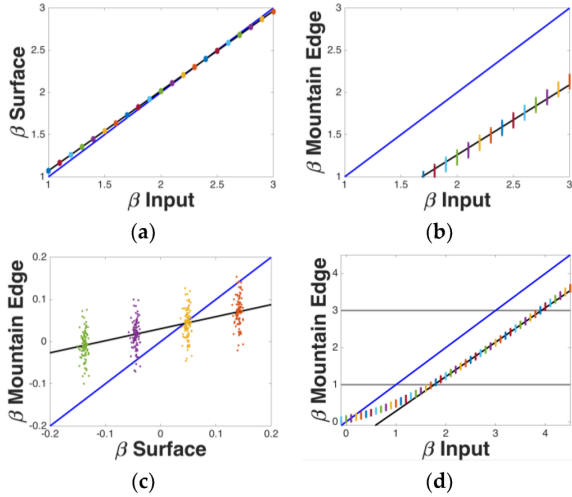 3
2.5
2
1.5
1
1 1.5 2 2.5 3
β Surface
β Input
(a)
3
2.5
2
1.5
1
1 1.5 2 2.5 3
β Mountain Edge
β Input
(b)
0.2
0.1
0
-0.1
-0.2
-0.2 -0.1 0 0.1 0.2
β Mountain Edge
β Surface
(c)
4
3
2
1
0
0 1 2 3 4
β Mountain Edge
β Input
(d)